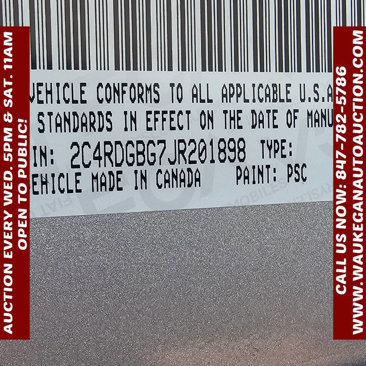 AUCTION EVERY WED. 5PM & SAT. 11AM
OPEN TO PUBLIC!
VEHICLE CONFORMS TO ALL APPLICABLE U.S.A
STANDARDS IN EFFECT ON THE DATE OF MANU
IN: 2C4RDGBG7JR201898 TYPE:
EHICLE MADE IN CANADA PAINT: PSC
CALL US NOW: 847-782-5786
WWW.WAUKEGANAUTOAUCTIONS.COM